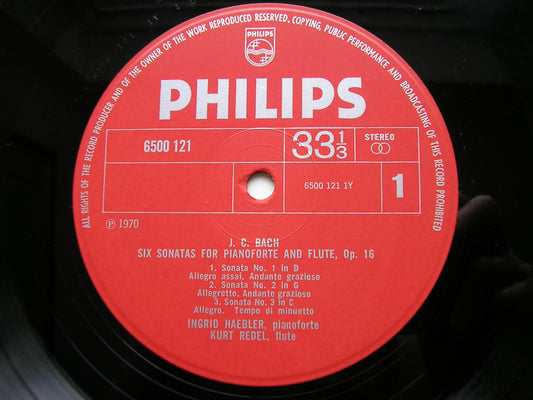 ALL RIGHTS OF THE RECORD PRODUCER AND OF THE OWNER OF THE WORK REPRODUCED RESERVED. COPYING, PUBLIC PERFORMANCE AND BROADCASTING OF THIS RECORD PROHIBITED
PHILIPS
PHILIPS
6500 121
33 1/3
STEREO
6500 121 1Y
1
℗ 1970
J. C. BACH
SIX SONATAS FOR PIANOFORTE AND FLUTE, Op. 16
1. Sonata No. 1 in D
Allegro assai. Andante grazioso
2. Sonata No. 2 in G
Allegretto. Andante grazioso
3. Sonata No. 3 in C
Allegro. Tempo di minuetto
INGRID HAEBLER, pianoforte
KURT REDEL, flute